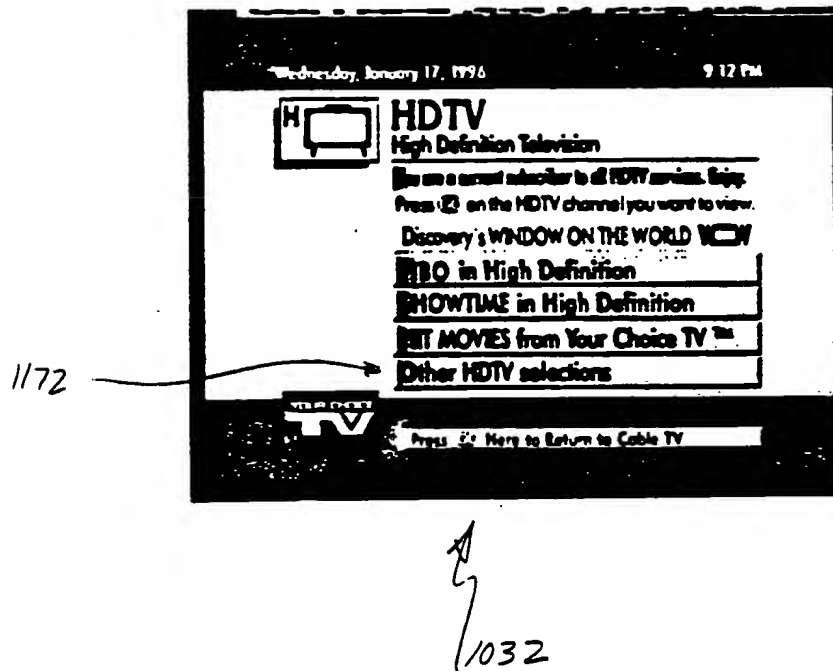 Wednesday, January 17, 1996 9:12 PM
H
HDTV
High Definition Television
You are a current subscriber to all HDTV services. Enjoy.
Press on the HDTV channel you want to view.
Discovery's WINDOW ON THE WORLD WOW
HBO in High Definition
SHOWTIME in High Definition
HIT MOVIES from Your Choice TV ™
Other HDTV selections
1172
TV
Press Here to Return to Cable TV
1032